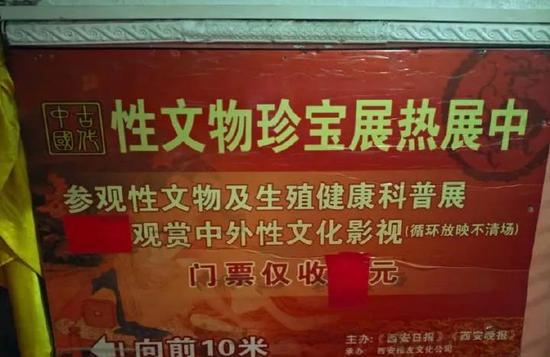 中國古代 性文物珍宝展热展中
参观性文物及生殖健康科普展
观赏中外性文化影视(循环放映不清场)
门票仅收 元
主办:《西安日报》《西安晚报》
向前10米